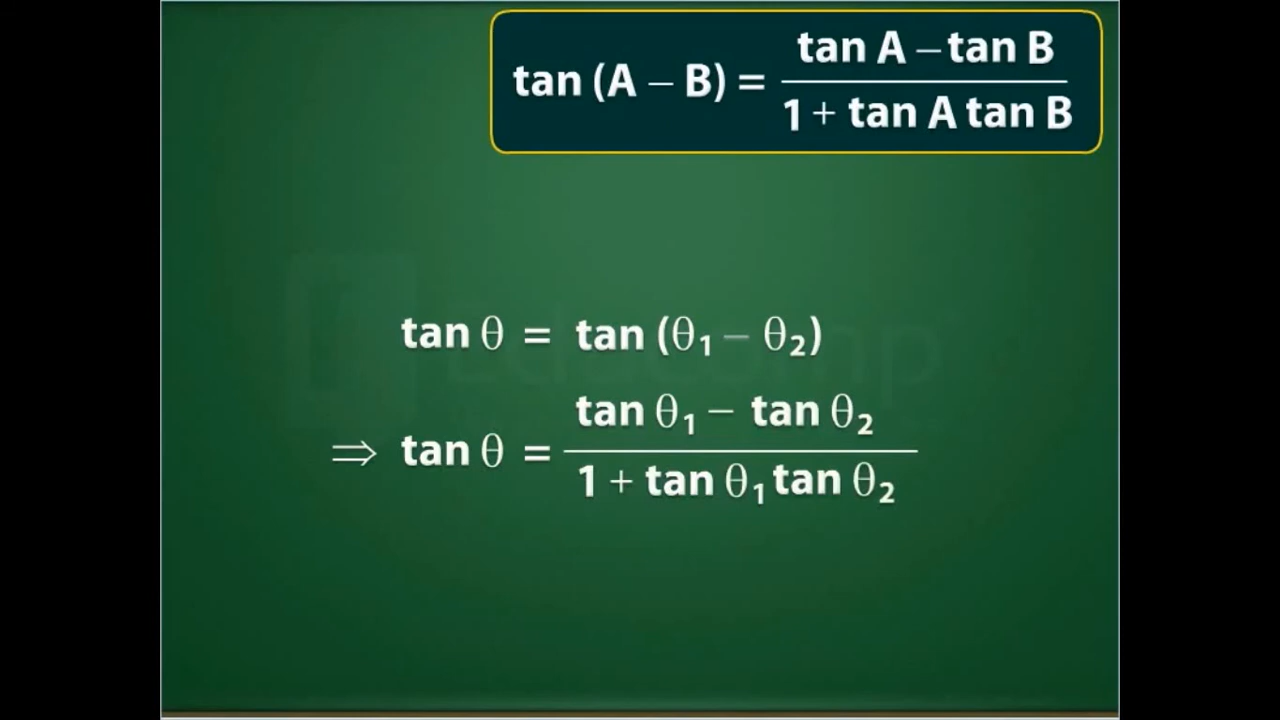 tan (A – B) = (tan A – tan B) / (1 + tan A tan B)
tan θ = tan (θ₁ – θ₂)
⇒ tan θ = (tan θ₁ – tan θ₂) / (1 + tan θ₁ tan θ₂)
Educomp